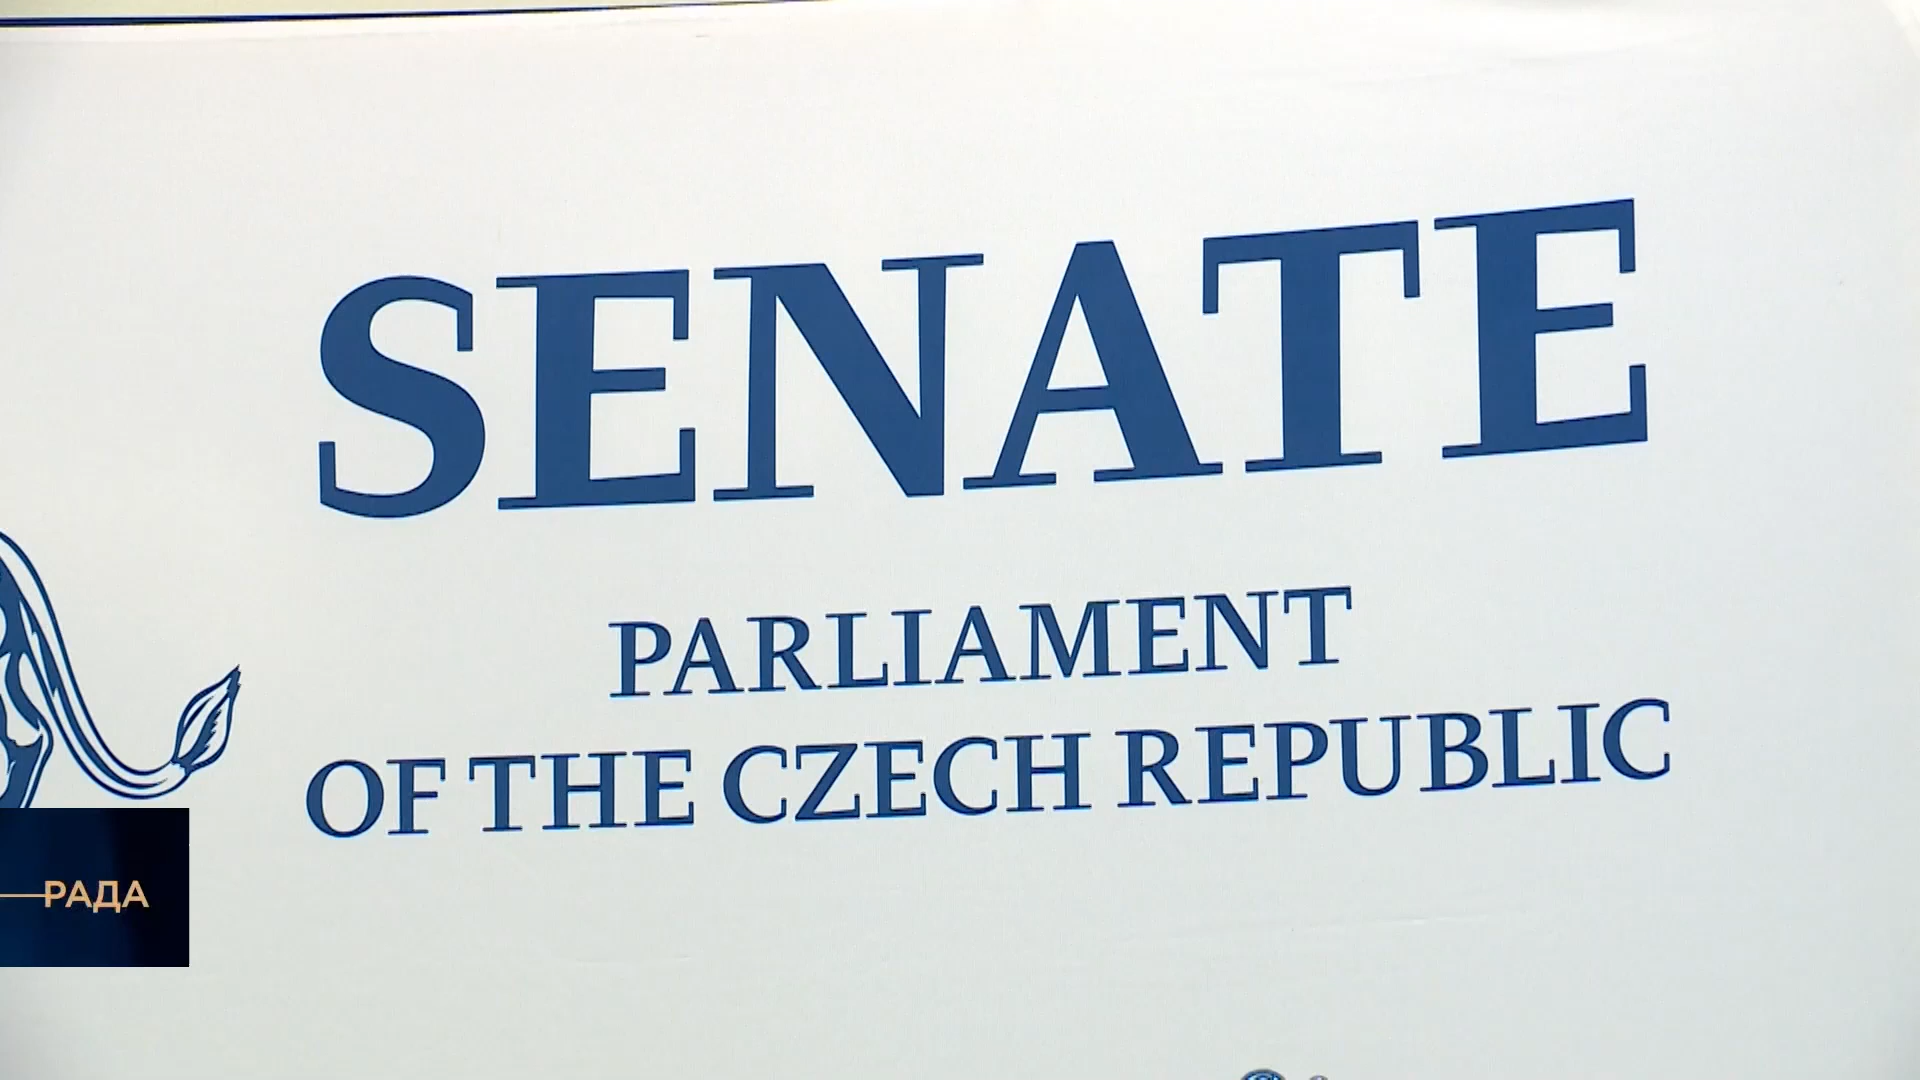 SENATE
PARLIAMENT
OF THE CZECH REPUBLIC
РАДА